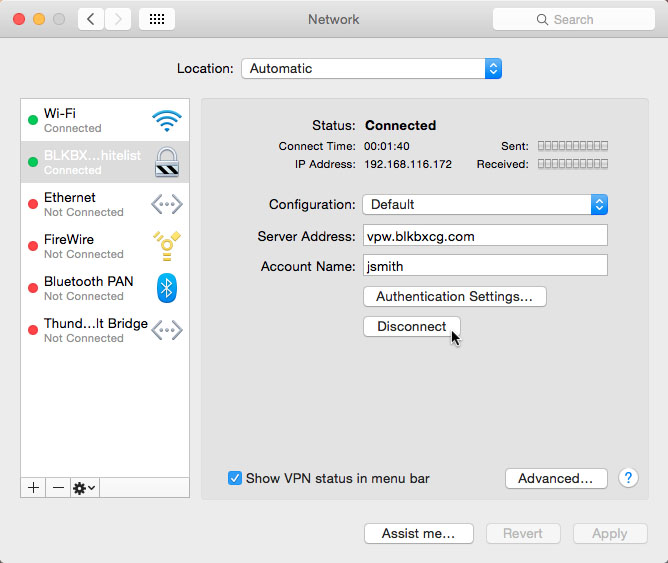 Network
Search
Location: Automatic
Wi-Fi
Connected
BLKBX...hitelist
Connected
Ethernet
Not Connected
FireWire
Not Connected
Bluetooth PAN
Not Connected
Thund...lt Bridge
Not Connected
Status: Connected
Connect Time: 00:01:40 Sent:
IP Address: 192.168.116.172 Received:
Configuration: Default
Server Address: vpw.blkbxcg.com
Account Name: jsmith
Authentication Settings...
Disconnect
Show VPN status in menu bar
Advanced... ?
Assist me... Revert Apply